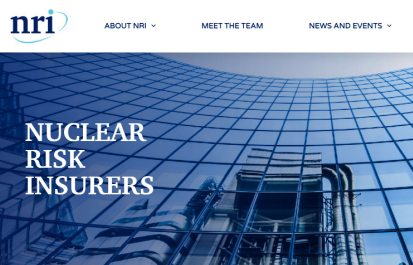 nri
ABOUT NRI
MEET THE TEAM
NEWS AND EVENTS
NUCLEAR
RISK
INSURERS